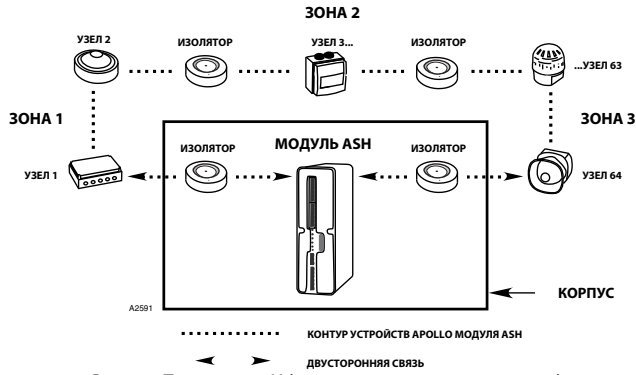 ЗОНА 2
УЗЕЛ 2
ИЗОЛЯТОР
УЗЕЛ 3...
ИЗОЛЯТОР
...УЗЕЛ 63
ЗОНА 1
ЗОНА 3
ИЗОЛЯТОР
МОДУЛЬ ASH
ИЗОЛЯТОР
УЗЕЛ 1
УЗЕЛ 64
КОРПУС
A2591
КОНТУР УСТРОЙСТВ APOLLO МОДУЛЯ ASH
ДВУСТОРОННЯЯ СВЯЗЬ